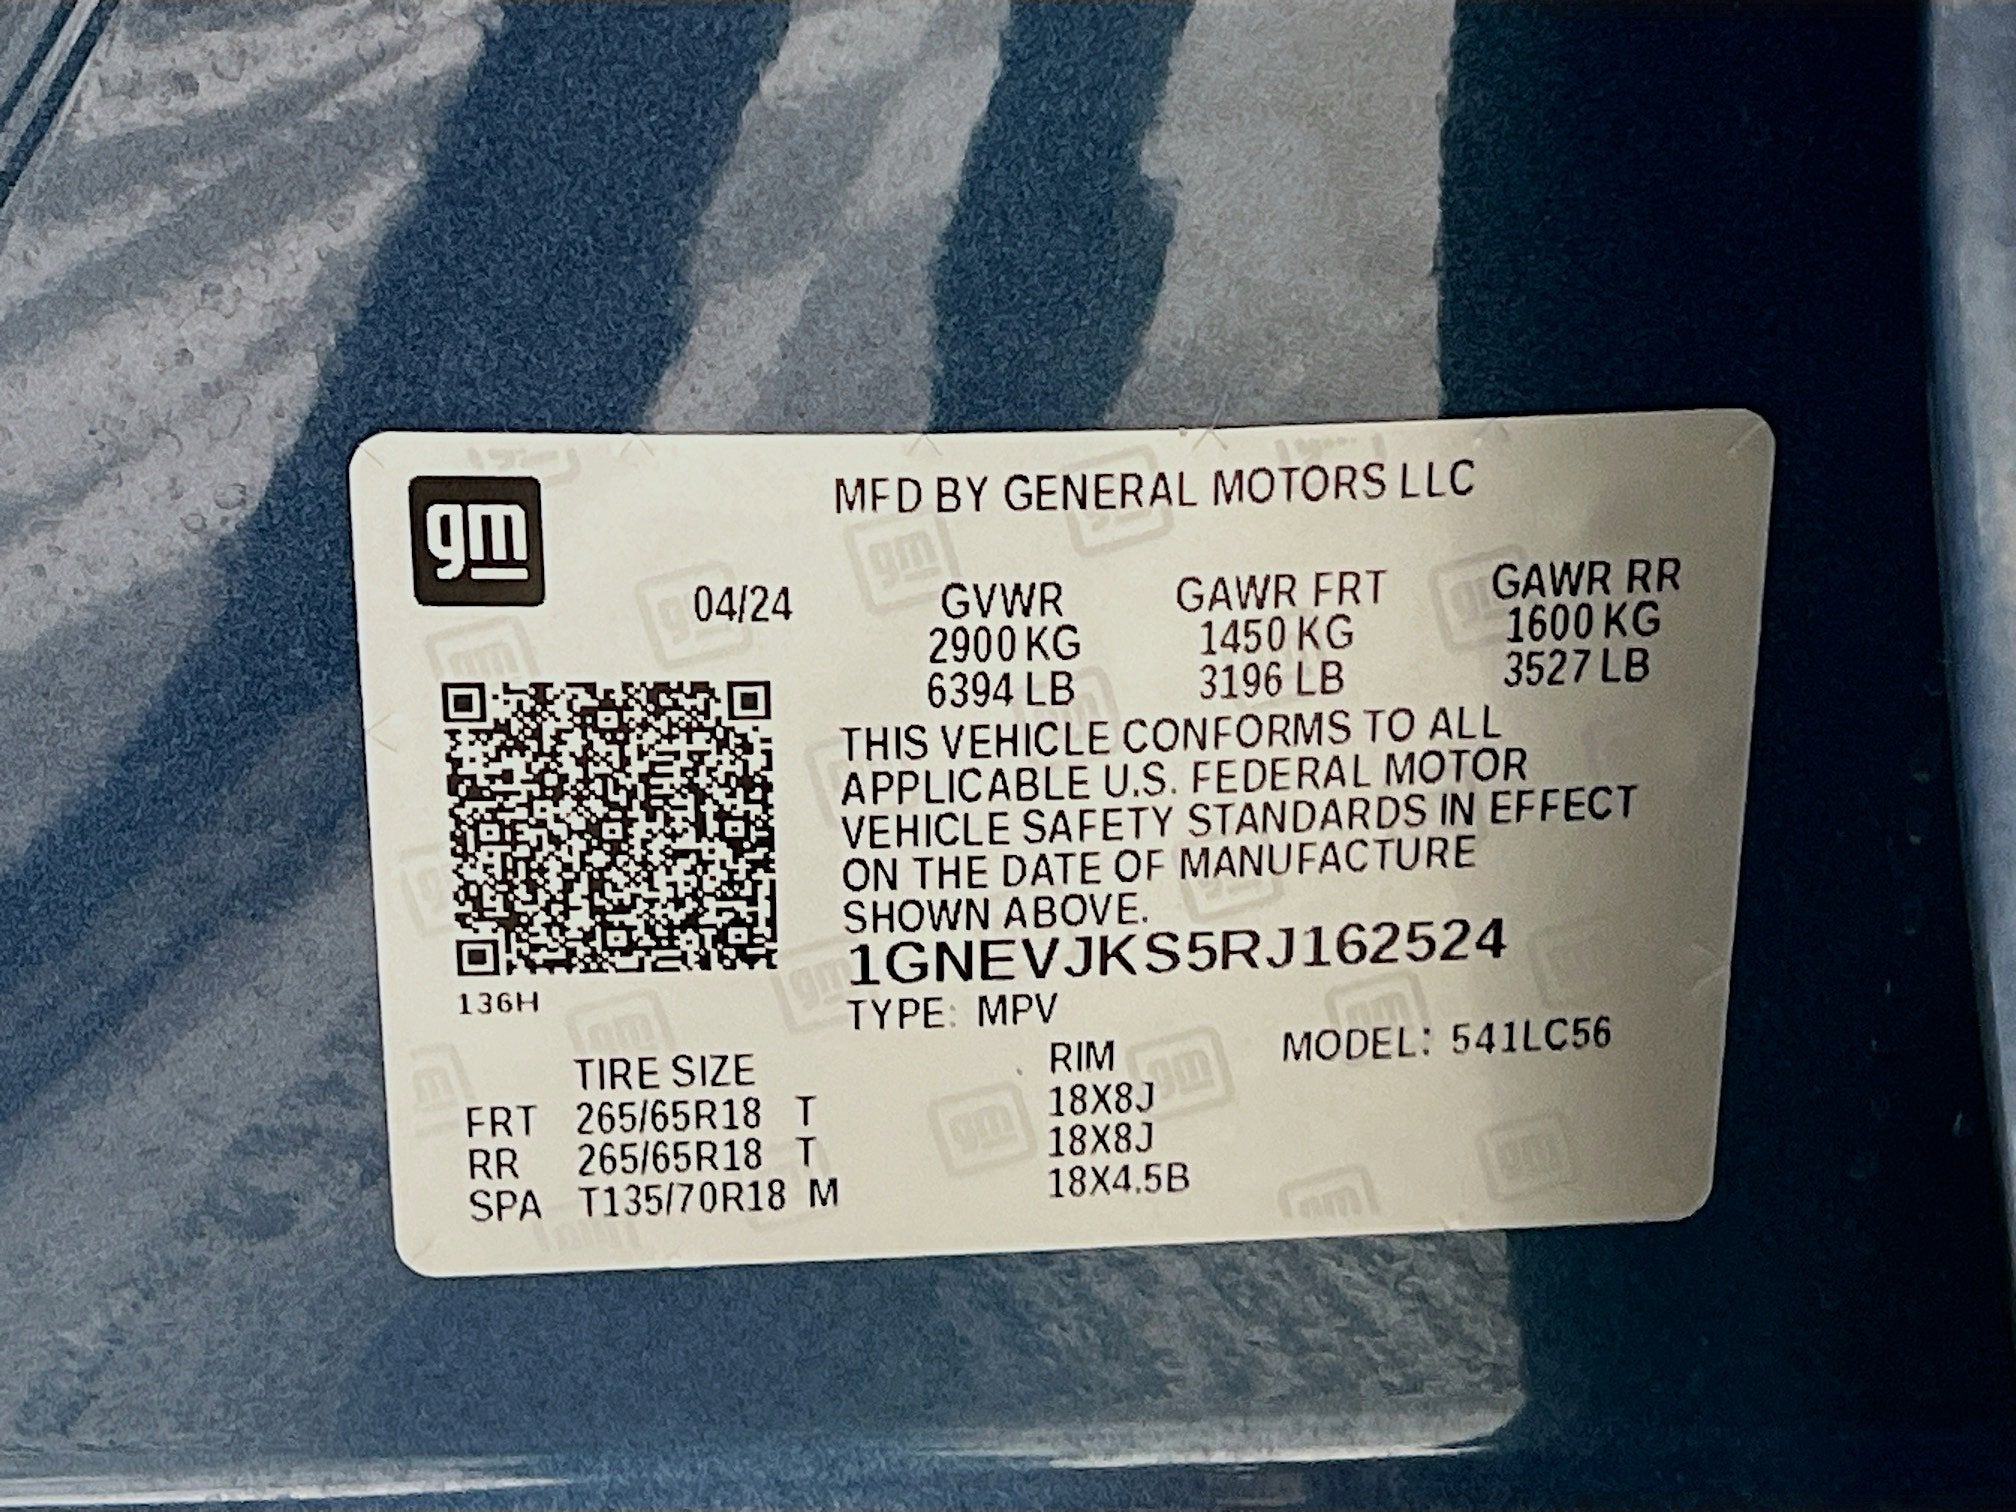 gm
MFD BY GENERAL MOTORS LLC
04/24 GVWR GAWR FRT GAWR RR
2900 KG 1450 KG 1600 KG
6394 LB 3196 LB 3527 LB
THIS VEHICLE CONFORMS TO ALL
APPLICABLE U.S. FEDERAL MOTOR
VEHICLE SAFETY STANDARDS IN EFFECT
ON THE DATE OF MANUFACTURE
SHOWN ABOVE.
1GNEVJKS5RJ162524
136H
TYPE: MPV
MODEL: 541LC56
TIRE SIZE RIM
FRT 265/65R18 T 18X8J
RR 265/65R18 T 18X8J
SPA T135/70R18 M 18X4.5B